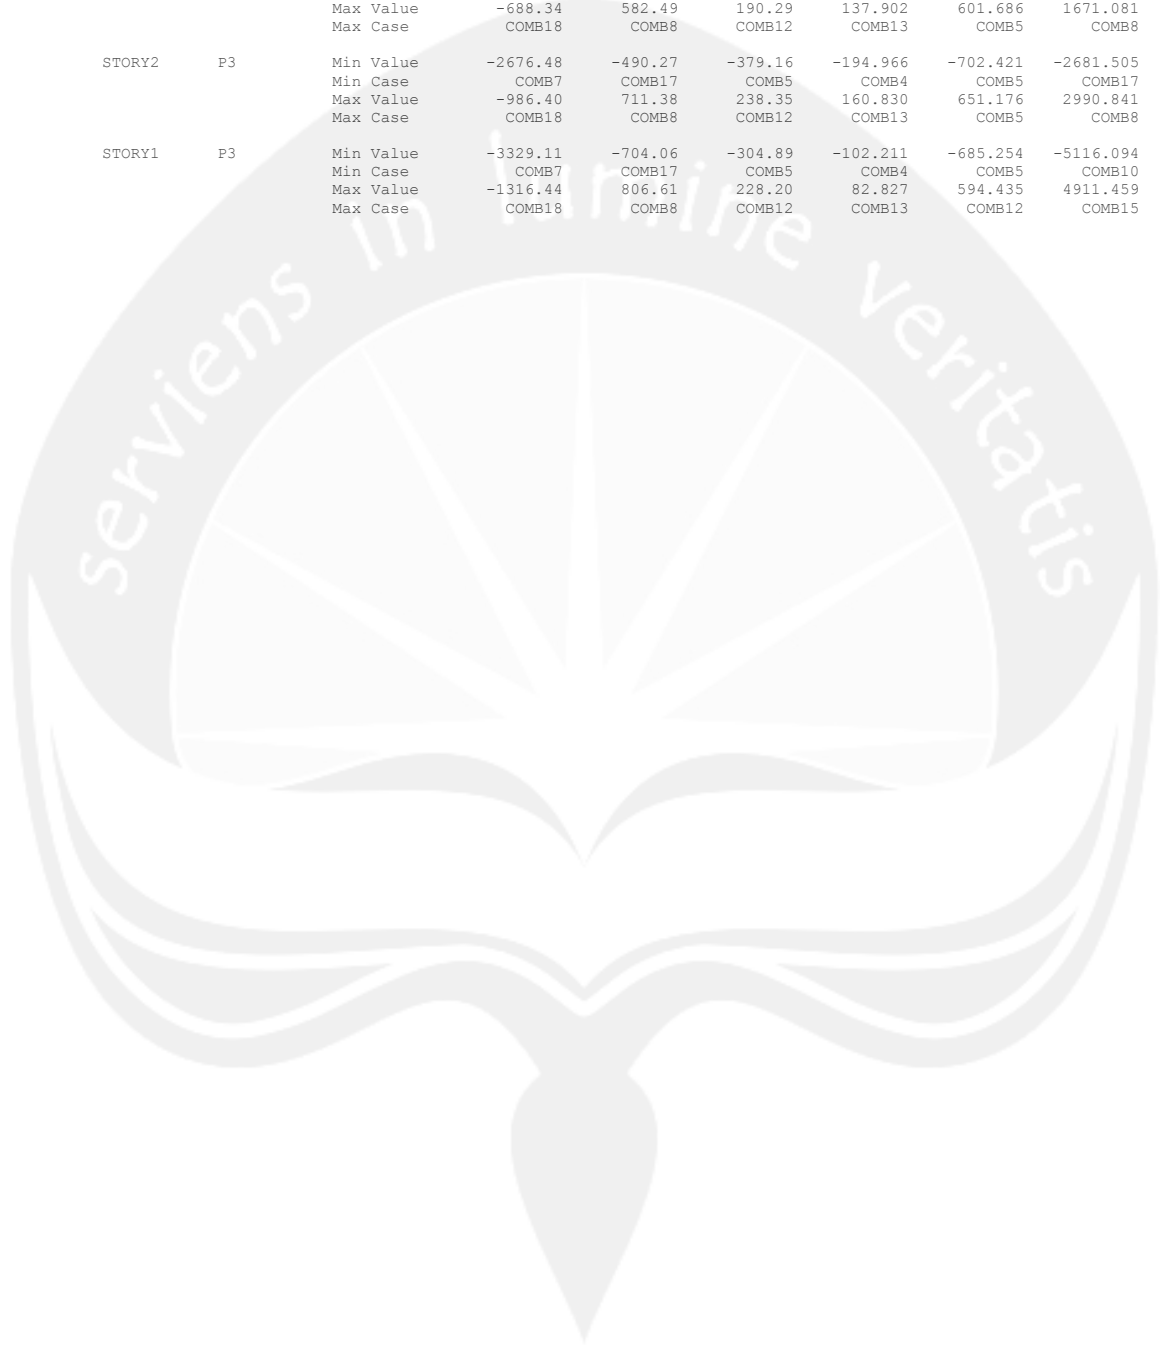 Max Value -688.34 582.49 190.29 137.902 601.686 1671.081
Max Case COMB18 COMB8 COMB12 COMB13 COMB5 COMB8
STORY2 P3 Min Value -2676.48 -490.27 -379.16 -194.966 -702.421 -2681.505
Min Case COMB7 COMB17 COMB5 COMB4 COMB5 COMB17
Max Value -986.40 711.38 238.35 160.830 651.176 2990.841
Max Case COMB18 COMB8 COMB12 COMB13 COMB5 COMB8
STORY1 P3 Min Value -3329.11 -704.06 -304.89 -102.211 -685.254 -5116.094
Min Case COMB7 COMB17 COMB5 COMB4 COMB5 COMB10
Max Value -1316.44 806.61 228.20 82.827 594.435 4911.459
Max Case COMB18 COMB8 COMB12 COMB13 COMB12 COMB15
serviens in lumine veritatis